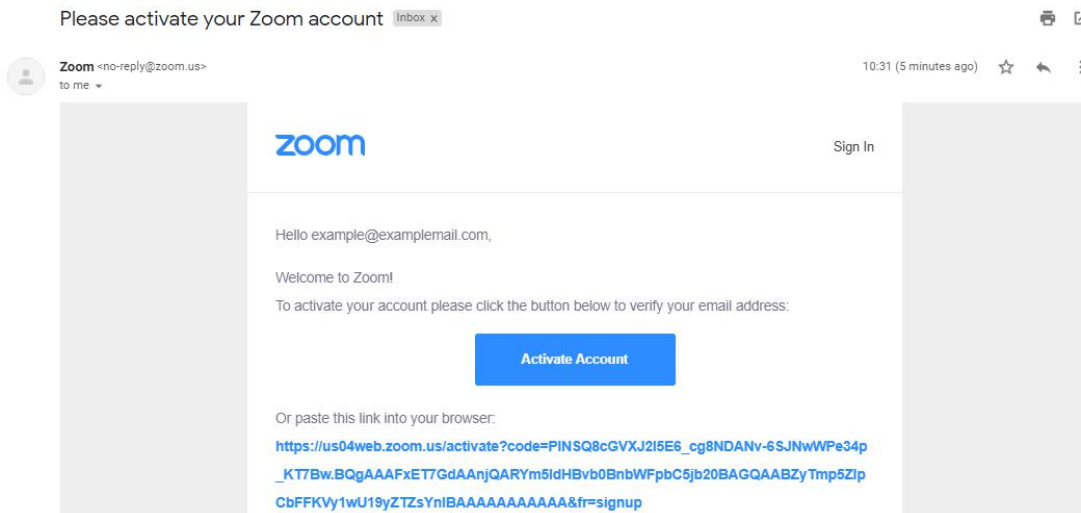 Please activate your Zoom account Inbox x
Zoom <no-reply@zoom.us>
10:31 (5 minutes ago)
to me
zoom
Sign In
Hello example@examplemail.com,
Welcome to Zoom!
To activate your account please click the button below to verify your email address:
Activate Account
Or paste this link into your browser:
https://us04web.zoom.us/activate?code=PINSQ8cGVXJ2I5E6_cg8NDANv-6SJNwWPe34p
_KT7Bw.BQgAAAFxET7GdAAnjQARYm5ldHBvb0BnbWFpbC5jb20BAGQAABZyTmp5Zlp
CbFFKVy1wU19yZTZsYnlBAAAAAAAAAAA&fr=signup